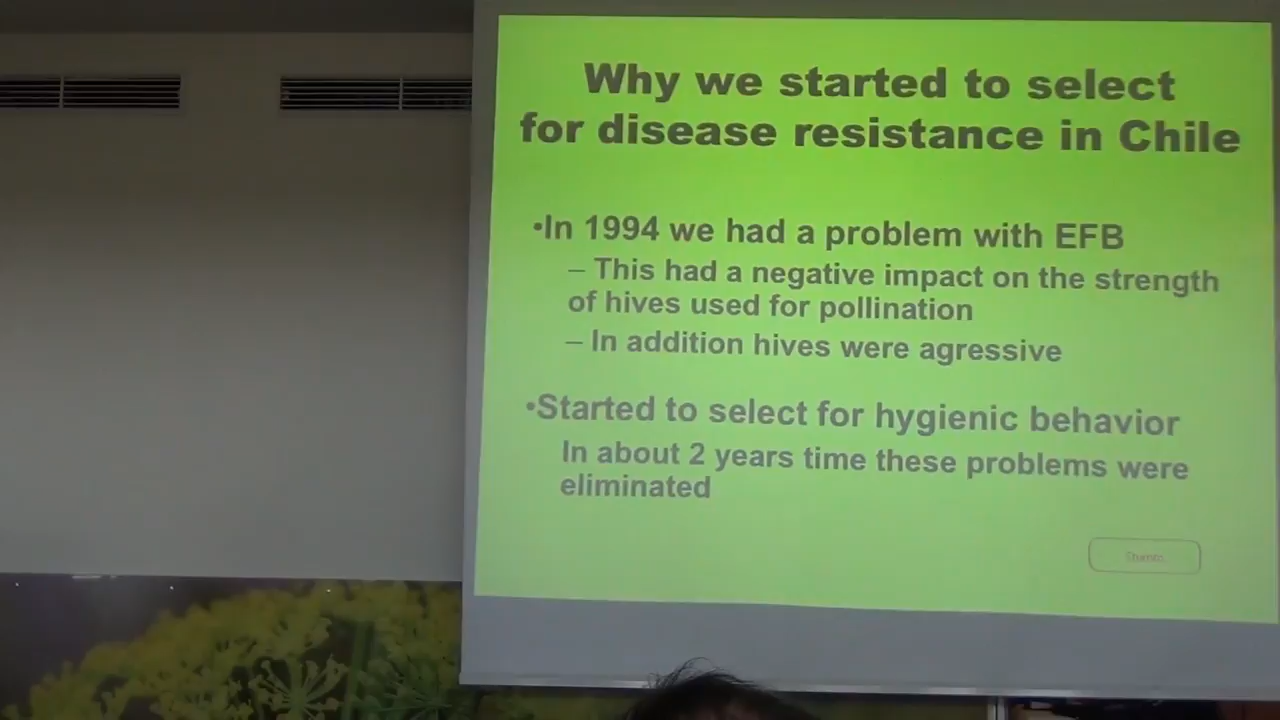 Why we started to select
for disease resistance in Chile
•In 1994 we had a problem with EFB
– This had a negative impact on the strength
of hives used for pollination
– In addition hives were agressive
•Started to select for hygienic behavior
In about 2 years time these problems were
eliminated